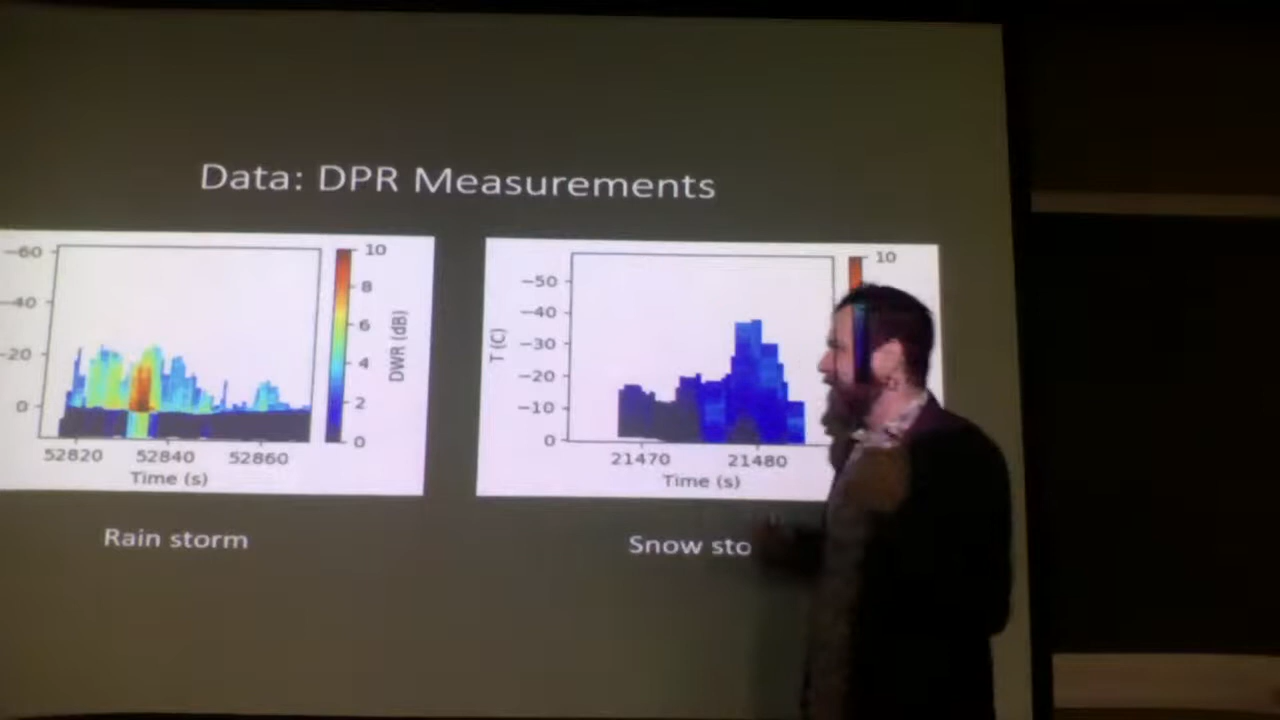 Data: DPR Measurements
−60
−40
−20
0
52820 52840 52860
Time (s)
10
8
6
4
2
0
DWR (dB)
T (C)
−50
−40
−30
−20
−10
0
21470 21480
Time (s)
10
Rain storm
Snow sto